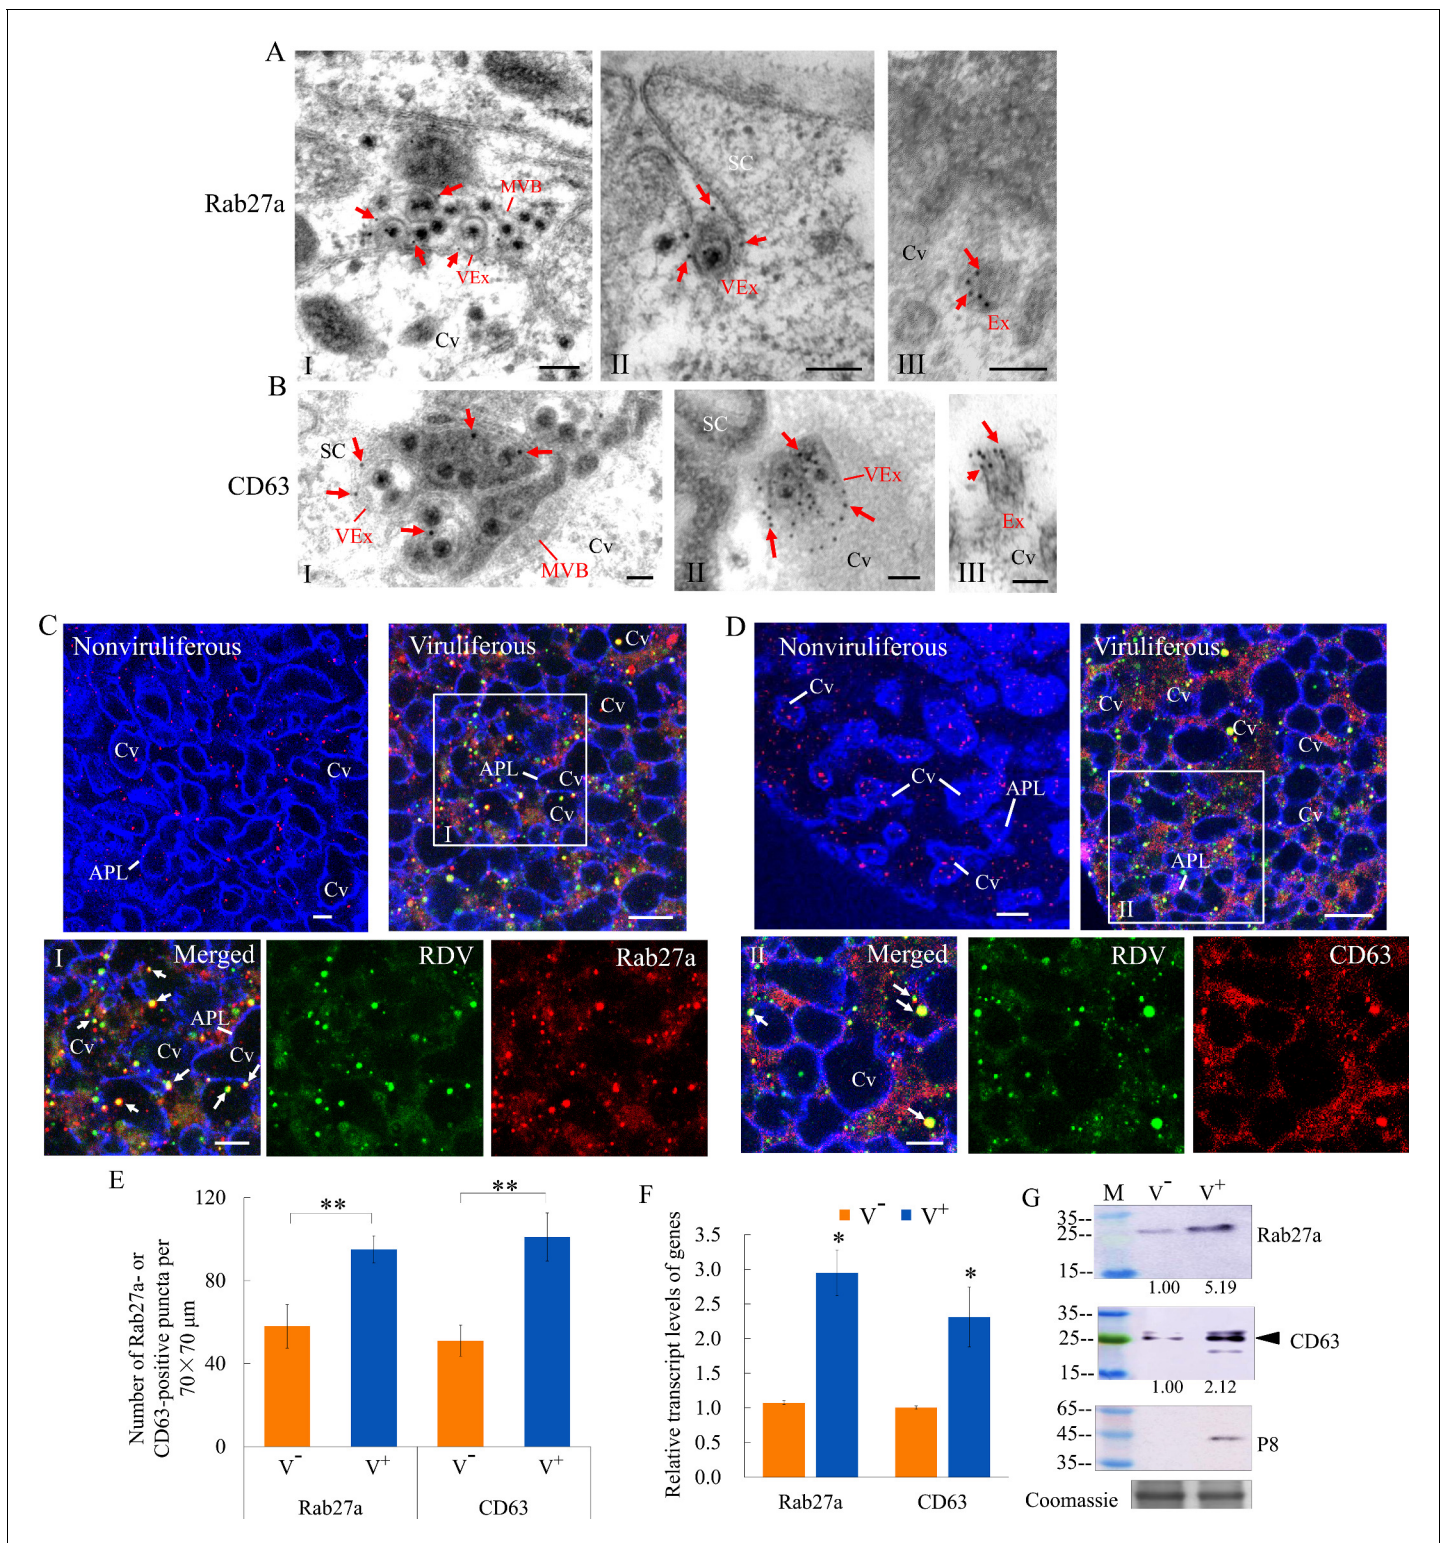 A
Rab27a
MVB
VEx
Cv
I
SC
VEx
II
Cv
Ex
III
B
CD63
SC
VEx
Cv
MVB
I
SC
VEx
Cv
II
Ex
Cv
III
C
Nonviruliferous
Cv
Cv
APL
Cv
Viruliferous
Cv
Cv
APL
Cv
Cv
I
D
Nonviruliferous
Cv
Cv
APL
Cv
Viruliferous
Cv
Cv
Cv
Cv
Cv
APL
II
I
Merged
APL
Cv
Cv
Cv
RDV
Rab27a
II
Merged
Cv
RDV
CD63
E
Number of Rab27a- or
CD63-positive puncta per
70×70 μm
120
80
40
0
**
**
V-
V+
V-
V+
Rab27a
CD63
F
V- V+
Relative transcript levels of genes
3.5
3.0
2.5
2.0
1.5
1.0
0.5
0.0
*
*
Rab27a
CD63
G
M V- V+
35--
25--
15--
Rab27a
1.00 5.19
35--
25--
15--
CD63
1.00 2.12
65--
45--
35--
P8
Coomassie